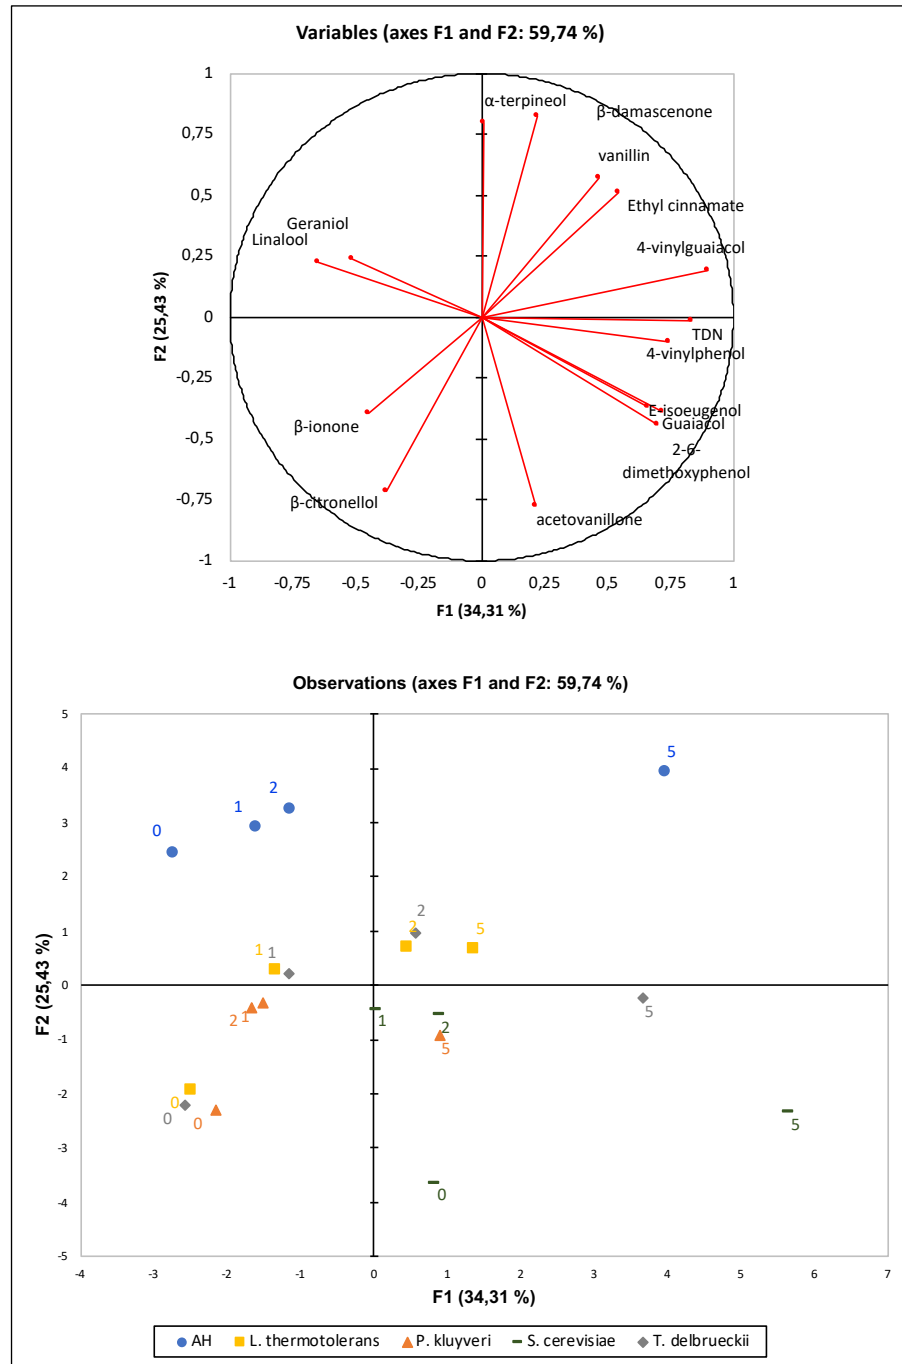 Variables (axes F1 and F2: 59,74 %)
1
α-terpineol
β-damascenone
0,75
vanillin
0,5
Ethyl cinnamate
Geraniol
4-vinylguaiacol
Linalool
0,25
F2 (25,43 %)
0
TDN
4-vinylphenol
-0,25
E-isoeugenol
β-ionone
Guaiacol
-0,5
2-6-
dimethoxyphenol
-0,75
β-citronellol
acetovanillone
-1
-1 -0,75 -0,5 -0,25 0 0,25 0,5 0,75 1
F1 (34,31 %)
Observations (axes F1 and F2: 59,74 %)
5
5
4
2
1
3
0
2
2
1
2 5
1 1
F2 (25,43 %)
0
5
2 1 1 2
-1
5
-2
0
0 0
5
-3
0
-4
-5
-4 -3 -2 -1 0 1 2 3 4 5 6 7
F1 (34,31 %)
AH L. thermotolerans P. kluyveri S. cerevisiae T. delbrueckii